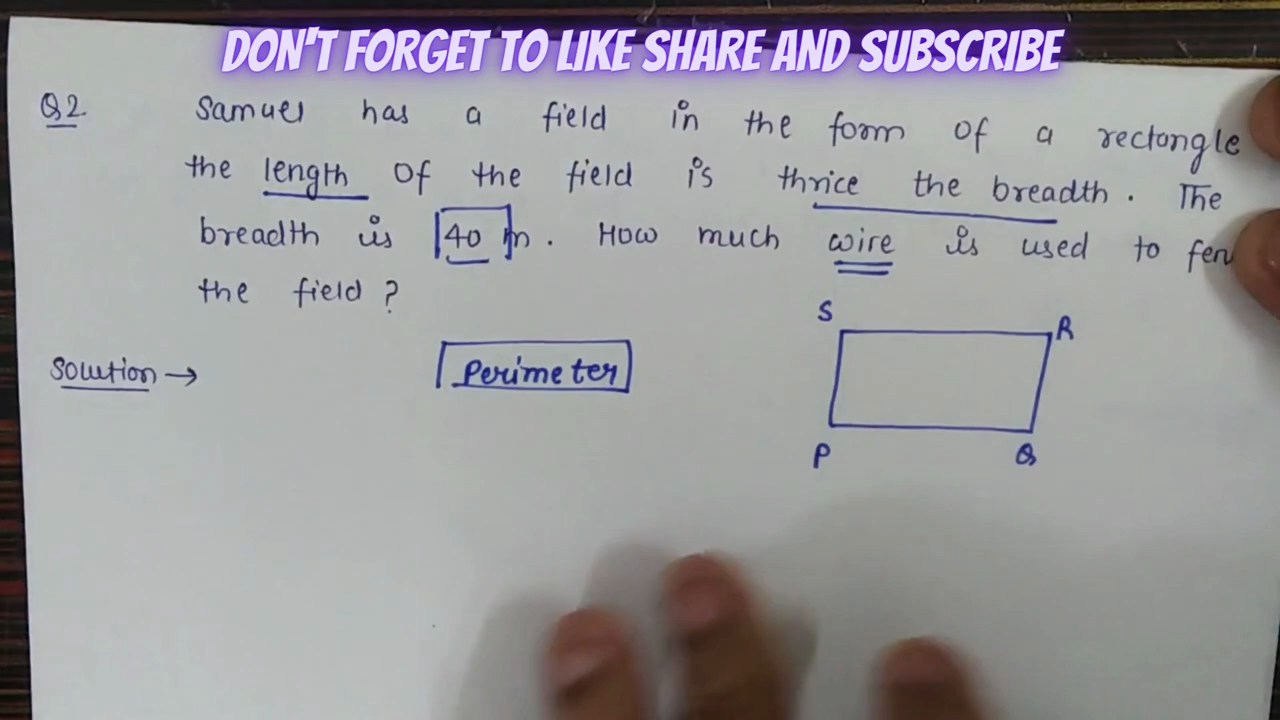 DON'T FORGET TO LIKE SHARE AND SUBSCRIBE
Q2 Samuel has a field in the form of a rectangle
the length of the field is thrice the breadth. The
breadth is 40 m. How much wire is used to fen
the field?
S
R
Solution → Perimeter
P Q